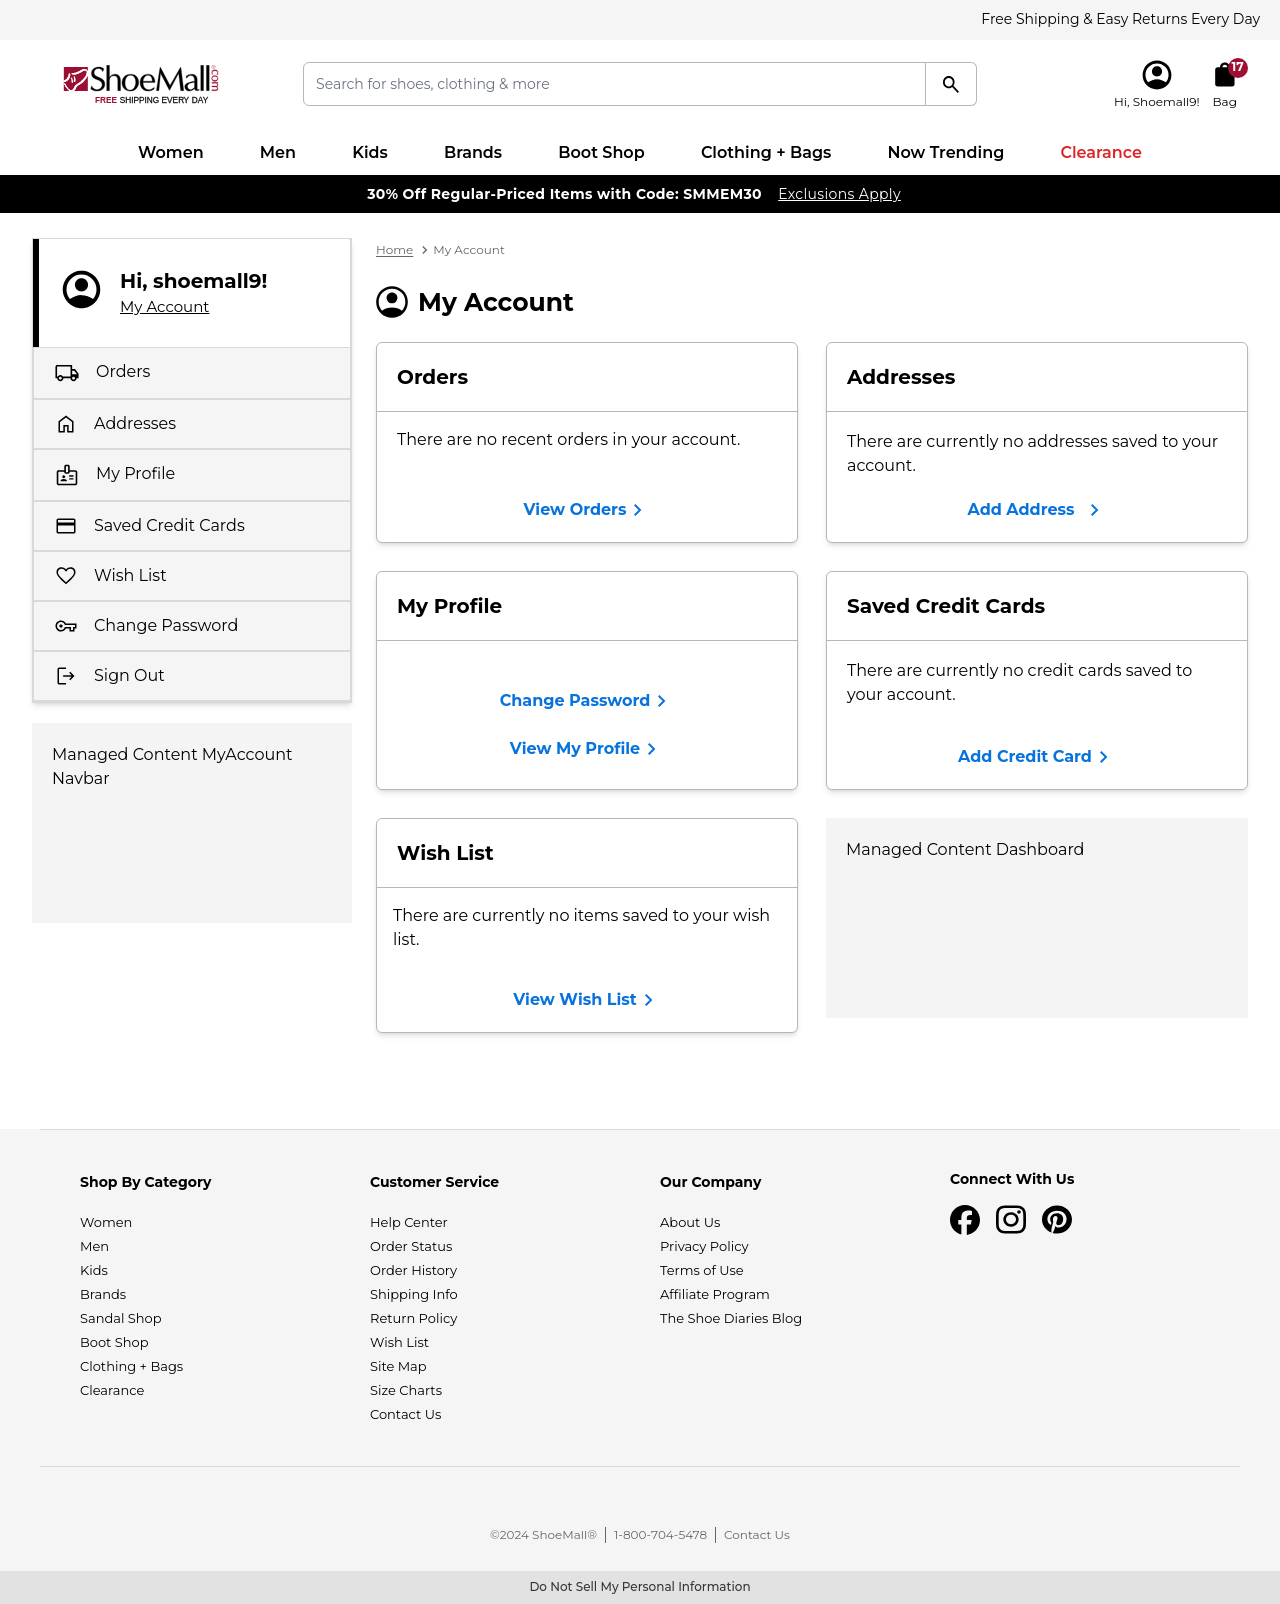 Free Shipping & Easy Returns Every Day
ShoeMall.com
FREE SHIPPING EVERY DAY
Search for shoes, clothing & more
17
Hi, Shoemall9!
Bag
Women
Men
Kids
Brands
Boot Shop
Clothing + Bags
Now Trending
Clearance
30% Off Regular-Priced Items with Code: SMMEM30 Exclusions Apply
Hi, shoemall9!
My Account
Orders
Addresses
My Profile
Saved Credit Cards
Wish List
Change Password
Sign Out
Managed Content MyAccount
Navbar
Home > My Account
My Account
Orders
There are no recent orders in your account.
View Orders
Addresses
There are currently no addresses saved to your
account.
Add Address
My Profile
Change Password
View My Profile
Saved Credit Cards
There are currently no credit cards saved to
your account.
Add Credit Card
Wish List
There are currently no items saved to your wish
list.
View Wish List
Managed Content Dashboard
Shop By Category
Women
Men
Kids
Brands
Sandal Shop
Boot Shop
Clothing + Bags
Clearance
Customer Service
Help Center
Order Status
Order History
Shipping Info
Return Policy
Wish List
Site Map
Size Charts
Contact Us
Our Company
About Us
Privacy Policy
Terms of Use
Affiliate Program
The Shoe Diaries Blog
Connect With Us
©2024 ShoeMall® | 1-800-704-5478 | Contact Us
Do Not Sell My Personal Information